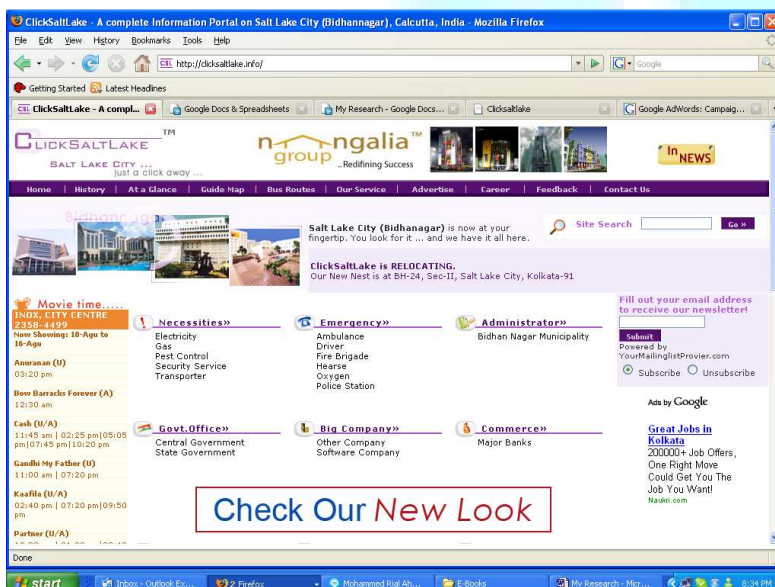 ClickSaltLake - A complete Information Portal on Salt Lake City (Bidhannagar), Calcutta, India - Mozilla Firefox
File Edit View History Bookmarks Tools Help
http://clicksaltlake.info/
Google
Getting Started Latest Headlines
CSL ClickSaltLake - A compl...
Google Docs & Spreadsheets
My Research - Google Docs...
Clicksaltlake
Google AdWords: Campaig...
CLICKSALTLAKE TM
SALT LAKE CITY ...
just a click away ...
group
..Redifining Success
In NEWS
Home | History | At a Glance | Guide Map | Bus Routes | Our Service | Advertise | Career | Feedback | Contact Us
Salt Lake City (Bidhanagar) is now at your
fingertip. You look for it ... and we have it all here.
Site Search
Go »
ClickSaltLake is RELOCATING.
Our New Nest is at BH-24, Sec-II, Salt Lake City, Kolkata-91
Movie time.....
INOX, CITY CENTRE
2358-4499
Now Showing: 10-Agu to
16-Agu
Anuranan (U)
03:20 pm
Bow Barracks Forever (A)
12:30 am
Cash (U/A)
11:45 am | 02:25 pm|05:05
pm|07:45 pm|10:20 pm
Gandhi My Father (U)
11:00 am | 07:20 pm
Kaafila (U/A)
02:40 pm | 07:20 pm|09:50
pm
Partner (U/A)
Necessities»
Electricity
Gas
Pest Control
Security Service
Transporter
Emergency»
Ambulance
Driver
Fire Brigade
Hearse
Oxygen
Police Station
Administrator»
Bidhan Nagar Municipality
Govt.Office»
Central Government
State Government
Big Company»
Other Company
Software Company
Commerce»
Major Banks
Fill out your email address
to receive our newsletter!
Submit
Powered by
YourMailinglistProvier.com
Subscribe Unsubscribe
Ads by Google
Great Jobs in
Kolkata
200000+ Job Offers,
One Right Move
Could Get You The
Job You Want!
Naukri.com
Check Our New Look
Done
start
Inbox - Outlook Ex...
2 Firefox
Mohammed Rial Ah...
E-Books
My Research - Micr...
8:34 PM